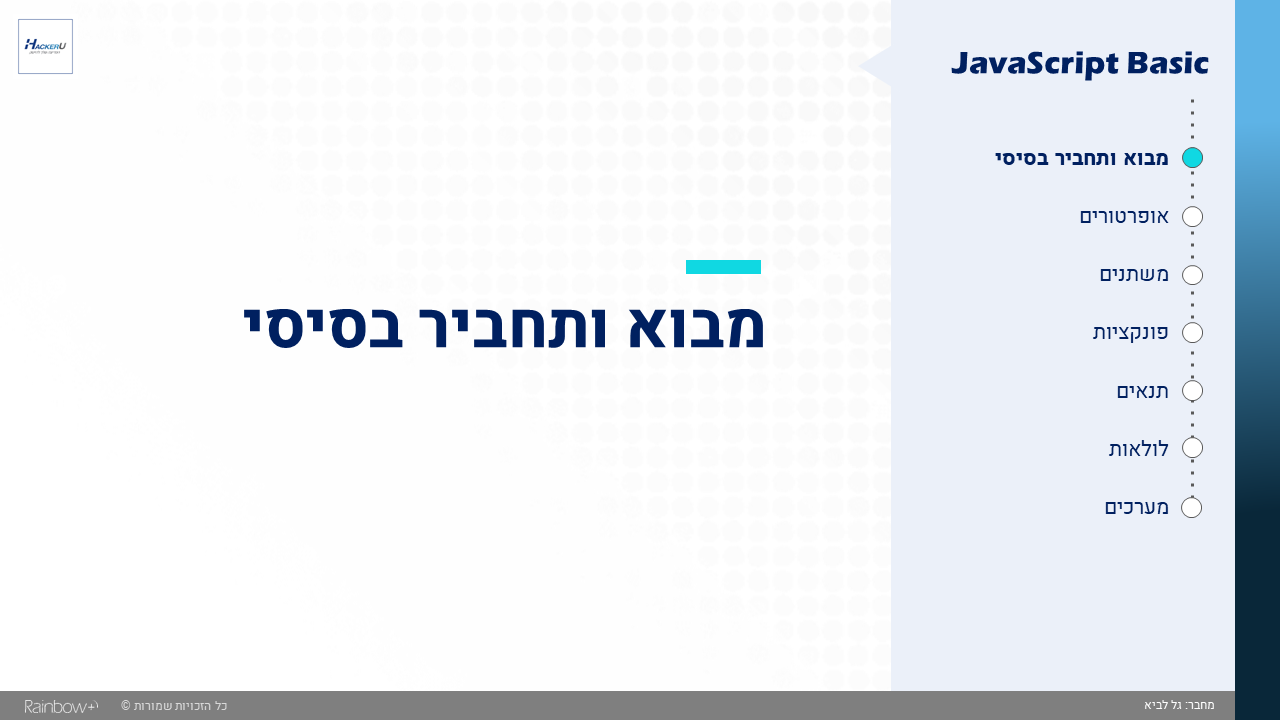 HACKERU
JavaScript Basic
מבוא ותחביר בסיסי
אופרטורים
משתנים
פונקציות
תנאים
לולאות
מערכים
מבוא ותחביר בסיסי
מחבר: גל לביא
כל הזכויות שמורות ©
Rainbow+